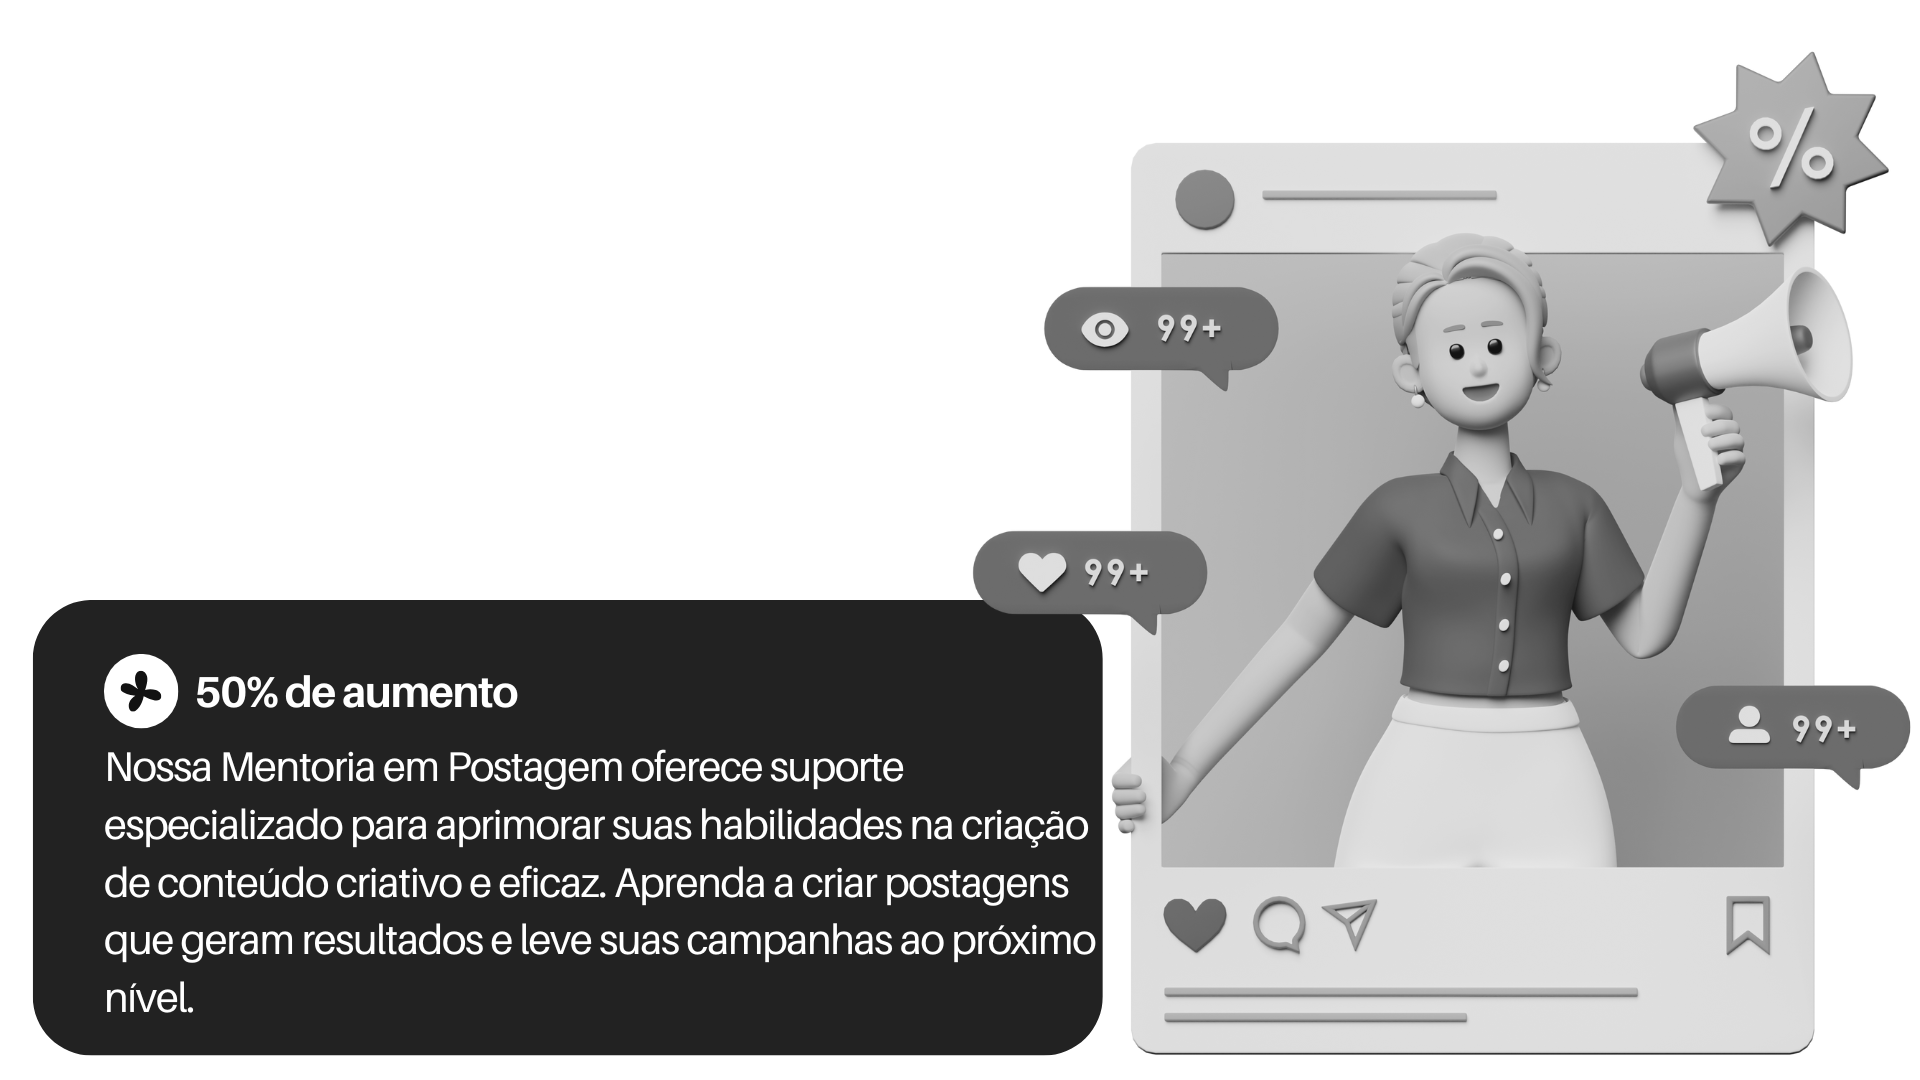 %
99+
99+
50% de aumento
99+
Nossa Mentoria em Postagem oferece suporte
especializado para aprimorar suas habilidades na criação
de conteúdo criativo e eficaz. Aprenda a criar postagens
que geram resultados e leve suas campanhas ao próximo
nível.